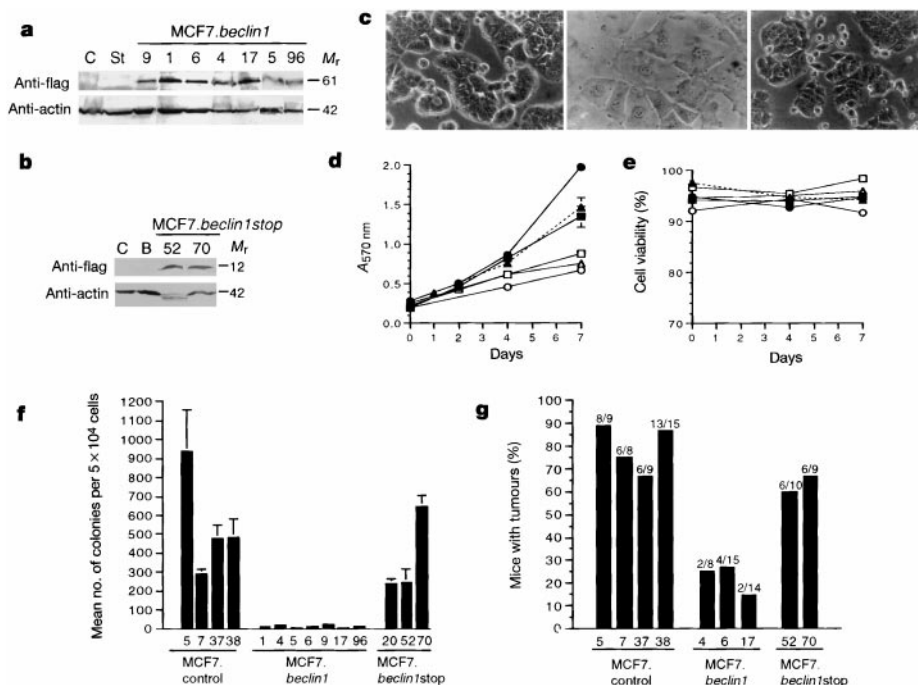 a
MCF7.beclin1
C St 9 1 6 4 17 5 96 Mr
Anti-flag 61
Anti-actin 42
b
MCF7.beclin1stop
C B 52 70 Mr
Anti-flag 12
Anti-actin 42
c
d
A570 nm
2.0
1.5
1.0
0.5
0.0
0 1 2 3 4 5 6 7
Days
e
Cell viability (%)
100
90
80
70
0 1 2 3 4 5 6 7
Days
f
Mean no. of colonies per 5 × 10⁴ cells
1200
1100
1000
900
800
700
600
500
400
300
200
100
0
5 7 37 38 1 4 5 6 9 17 96 20 52 70
MCF7. MCF7. MCF7.
control beclin1 beclin1stop
g
Mice with tumours (%)
100
90
80
70
60
50
40
30
20
10
0
8/9 6/8 6/9 13/15 2/8 4/15 2/14 6/10 6/9
5 7 37 38 4 6 17 52 70
MCF7. MCF7. MCF7.
control beclin1 beclin1stop